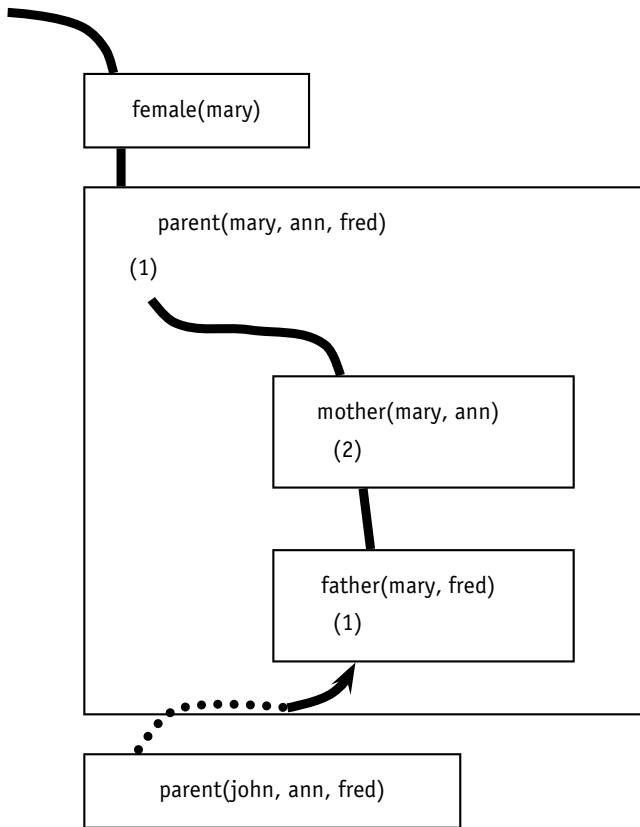 female(mary)
parent(mary, ann, fred)
(1)
mother(mary, ann)
(2)
father(mary, fred)
(1)
parent(john, ann, fred)